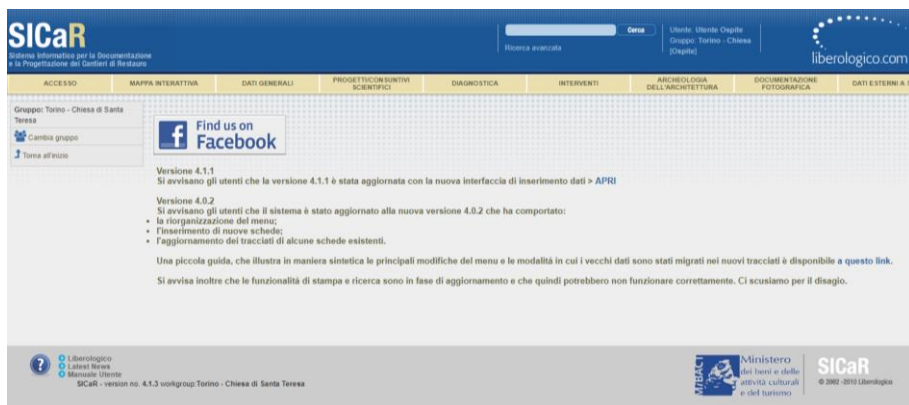 SICaR
Sistema Informatico per la Documentazione
e la Progettazione dei Cantieri di Restauro
Cerca
Ricerca avanzata
Utente: Utente Ospite
Gruppo: Torino - Chiesa
[Ospite]
liberologico.com
ACCESSO
MAPPA INTERATTIVA
DATI GENERALI
PROGETTI/CONSUNTIVI
SCIENTIFICI
DIAGNOSTICA
INTERVENTI
ARCHEOLOGIA
DELL'ARCHITETTURA
DOCUMENTAZIONE
FOTOGRAFICA
DATI ESTERNI A S
Gruppo: Torino - Chiesa di Santa
Teresa
Cambia gruppo
Torna all'inizio
f Find us on
Facebook
Versione 4.1.1
Si avvisano gli utenti che la versione 4.1.1 è stata aggiornata con la nuova interfaccia di inserimento dati > APRI
Versione 4.0.2
Si avvisano gli utenti che il sistema è stato aggiornato alla nuova versione 4.0.2 che ha comportato:
• la riorganizzazione del menu;
• l'inserimento di nuove schede;
• l'aggiornamento dei tracciati di alcune schede esistenti.
Una piccola guida, che illustra in maniera sintetica le principali modifiche del menu e le modalità in cui i vecchi dati sono stati migrati nei nuovi tracciati è disponibile a questo link.
Si avvisa inoltre che le funzionalità di stampa e ricerca sono in fase di aggiornamento e che quindi potrebbero non funzionare correttamente. Ci scusiamo per il disagio.
?
Liberologico
Latest News
Manuale Utente
SICaR - version no. 4.1.3 workgroup:Torino - Chiesa di Santa Teresa
MiBACT
Ministero
dei beni e delle
attività culturali
e del turismo
SICaR
© 2002 -2013 Liberologico